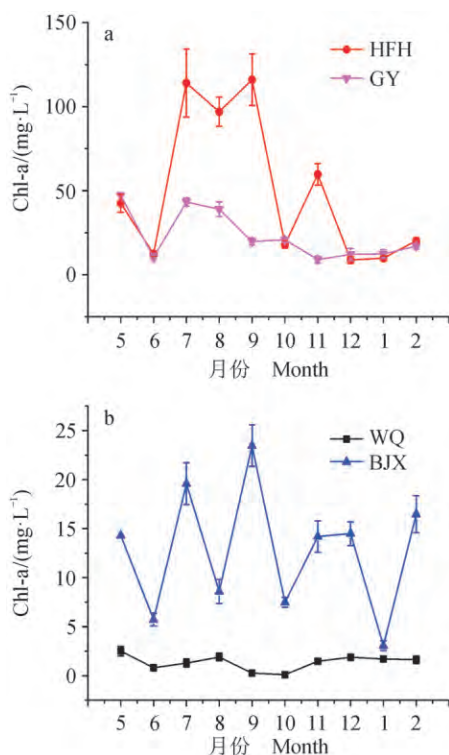 a
HFH
GY
150
100
50
0
Chl-a/(mg·L⁻¹)
5 6 7 8 9 10 11 12 1 2
月份 Month
b
WQ
BJX
25
20
15
10
5
0
Chl-a/(mg·L⁻¹)
5 6 7 8 9 10 11 12 1 2
月份 Month